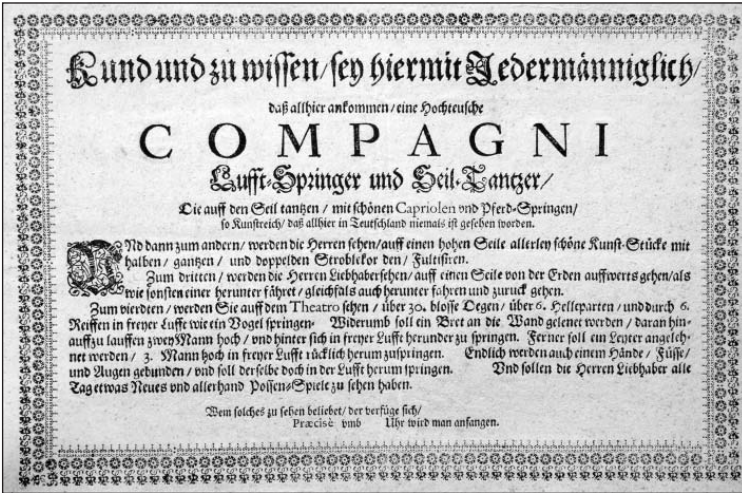 Kund und zu wissen / sey hiermit Jedermänniglich /
daß allhier ankommen / eine Hochteutsche
COMPAGNI
Lufft-Springer und Seil-Tantzer /
Die auff den Seil tantzen / mit schönen Capriolen vnd Pferd-Springen /
so Kunstreich / daß allhier in Teutschland niemals ist gesehen worden.
UNd dann zum andern / werden die Herren sehen / auff einen hohen Seile allerley schöne Kunst-Stücke mit
halben / gantzen / und doppelden Stroblekor den / Fultesiren.
Zum dritten / werden die Herren Liebhaber sehen / auff einen Seile von der Erden auffwerts gehen / als
wie sonsten einer herunter fähret / gleichfals auch herunter fahren und zuruck gehen.
Zum vierdten / werden Sie auff dem Theatro sehen / über 30. blosse Degen / über 6. Helleparten / und durch 6.
Reiffen in freyer Lufft wie ein Vogel springen. Widerumb soll ein Bret an die Wand gelenet werden / daran hin-
auff zu lauffen zwey Mann hoch / und hinter sich in freyer Lufft herunder zu springen. Ferner soll ein Leyter angeleh-
net werden / 3. Mann hoch in freyer Lufft rücklich herum zuspringen. Endlich werden auch einem Hände / Füsse /
und Augen gebunden / vnd soll derselbe doch in der Lufft herum springen. Vnd sollen die Herren Liebhaber alle
Tag etwas Neues vnd allerhand Possen-Spiele zu sehen haben.
Wem solches zu sehen beliebet / der verfüge sich /
Præcisè vmb Uhr wird man anfangen.